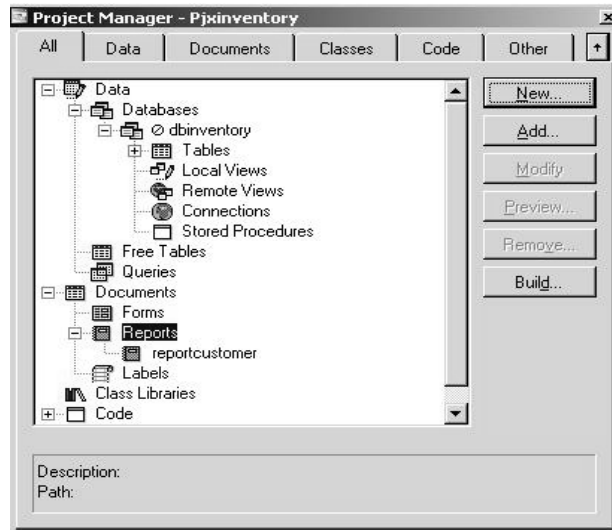 Project Manager - Pjxinventory
All Data Documents Classes Code Other
Data
Databases
dbinventory
Tables
Local Views
Remote Views
Connections
Stored Procedures
Free Tables
Queries
Documents
Forms
Reports
reportcustomer
Labels
Class Libraries
Code
New...
Add...
Modify
Preview...
Remove...
Build...
Description:
Path: